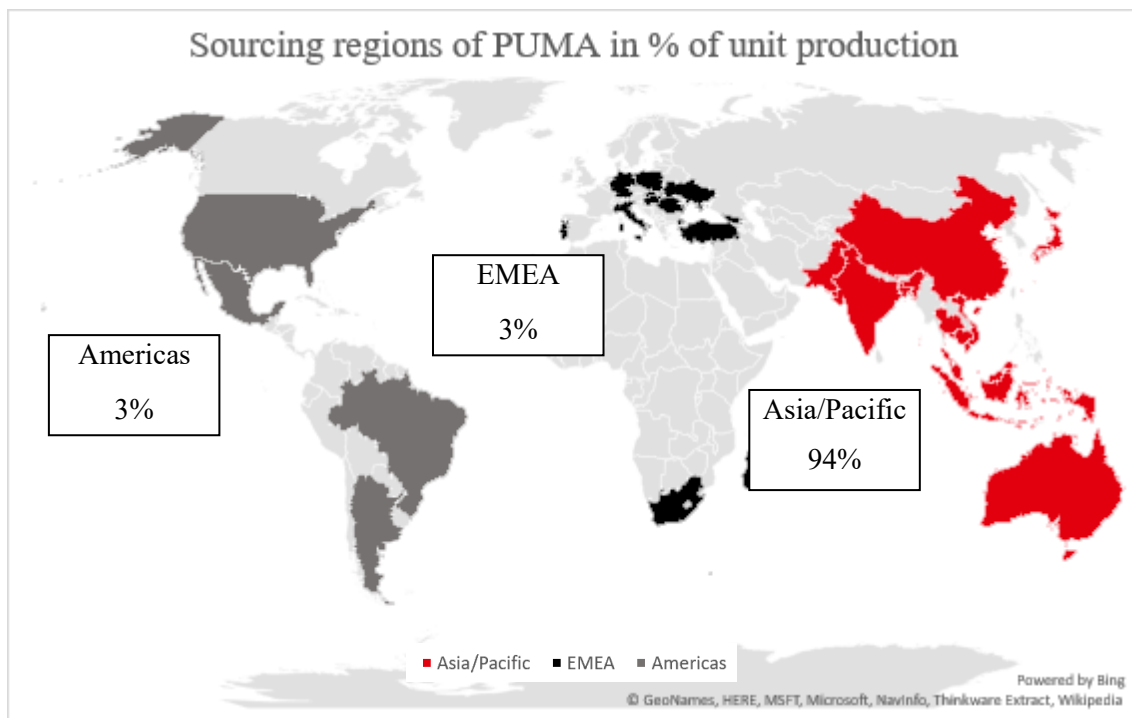 Sourcing regions of PUMA in % of unit production
EMEA
3%
Americas
3%
Asia/Pacific
94%
Asia/Pacific EMEA Americas
Powered by Bing
© GeoNames, HERE, MSFT, Microsoft, NavInfo, Thinkware Extract, Wikipedia